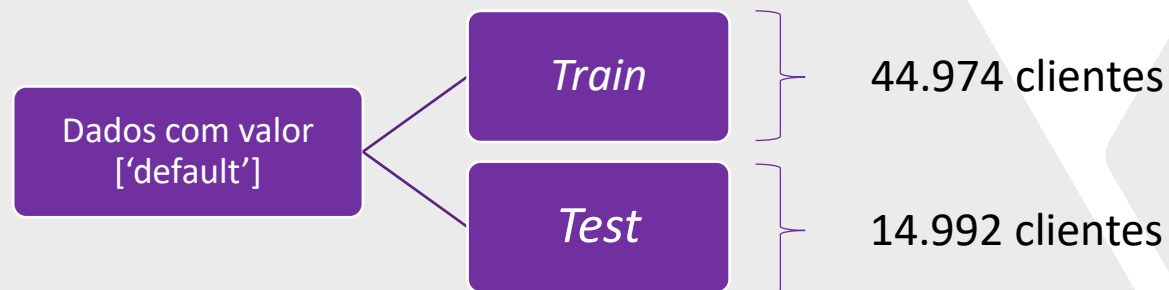 Train
44.974 clientes
Dados com valor
[‘default’]
Test
14.992 clientes